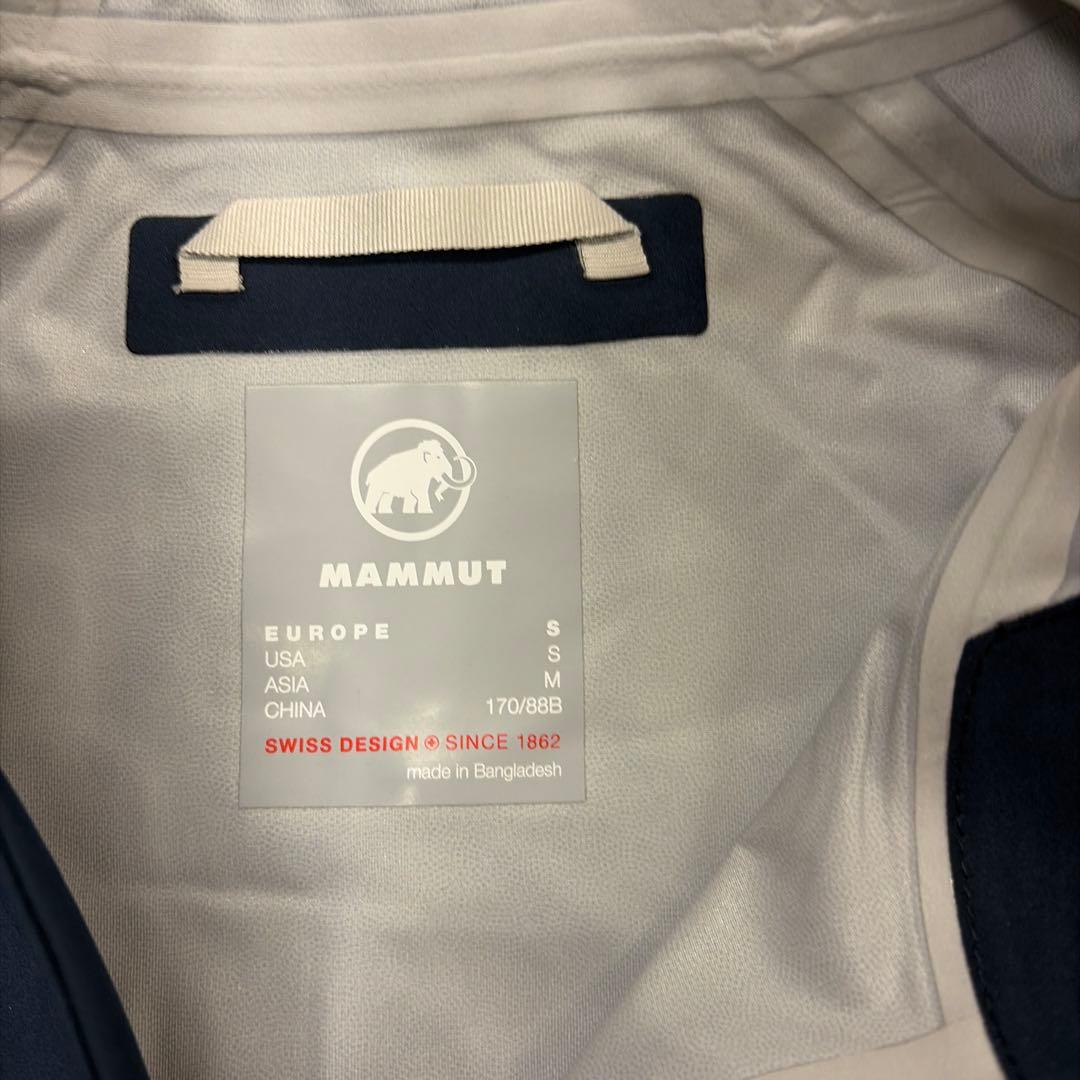 MAMMUT
EUROPE S
USA S
ASIA M
CHINA 170/88B
SWISS DESIGN SINCE 1862
made in Bangladesh